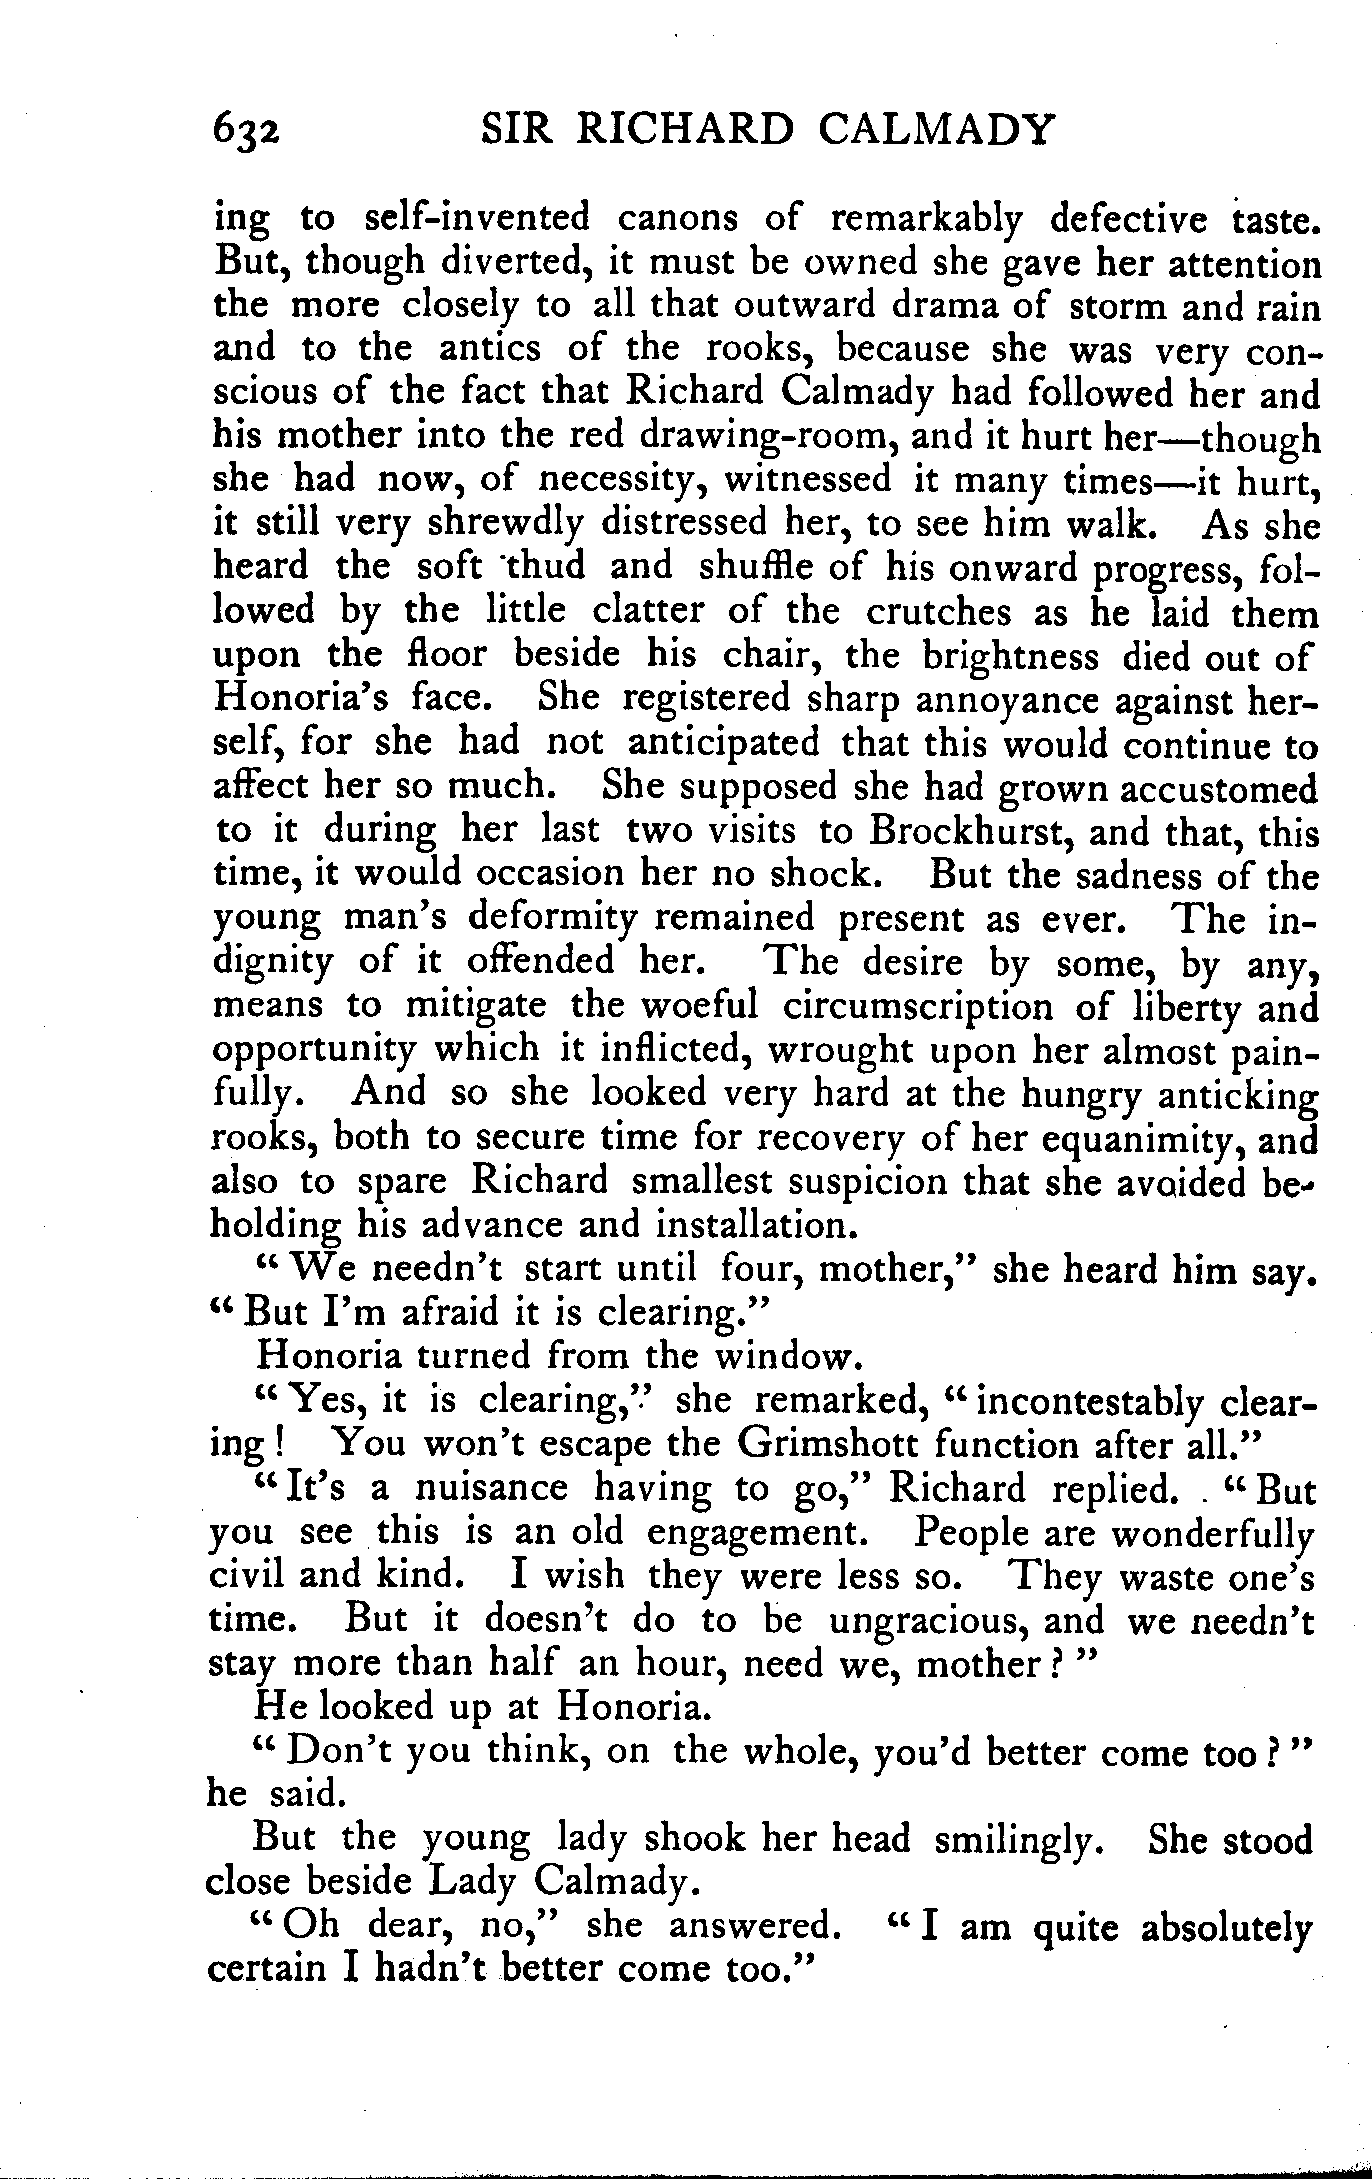 632 SIR RICHARD CALMADY
ing to self-invented canons of remarkably defective taste.
But, though diverted, it must be owned she gave her attention
the more closely to all that outward drama of storm and rain
and to the antics of the rooks, because she was very con-
scious of the fact that Richard Calmady had followed her and
his mother into the red drawing-room, and it hurt her—though
she had now, of necessity, witnessed it many times—it hurt,
it still very shrewdly distressed her, to see him walk. As she
heard the soft thud and shuffle of his onward progress, fol-
lowed by the little clatter of the crutches as he laid them
upon the floor beside his chair, the brightness died out of
Honoria's face. She registered sharp annoyance against her-
self, for she had not anticipated that this would continue to
affect her so much. She supposed she had grown accustomed
to it during her last two visits to Brockhurst, and that, this
time, it would occasion her no shock. But the sadness of the
young man's deformity remained present as ever. The in-
dignity of it offended her. The desire by some, by any,
means to mitigate the woeful circumscription of liberty and
opportunity which it inflicted, wrought upon her almost pain-
fully. And so she looked very hard at the hungry anticking
rooks, both to secure time for recovery of her equanimity, and
also to spare Richard smallest suspicion that she avoided be-
holding his advance and installation.
"We needn't start until four, mother," she heard him say.
"But I'm afraid it is clearing."
Honoria turned from the window.
"Yes, it is clearing," she remarked, "incontestably clear-
ing! You won't escape the Grimshott function after all."
"It's a nuisance having to go," Richard replied. "But
you see this is an old engagement. People are wonderfully
civil and kind. I wish they were less so. They waste one's
time. But it doesn't do to be ungracious, and we needn't
stay more than half an hour, need we, mother?"
He looked up at Honoria.
"Don't you think, on the whole, you'd better come too?"
he said.
But the young lady shook her head smilingly. She stood
close beside Lady Calmady.
"Oh dear, no," she answered. "I am quite absolutely
certain I hadn't better come too."